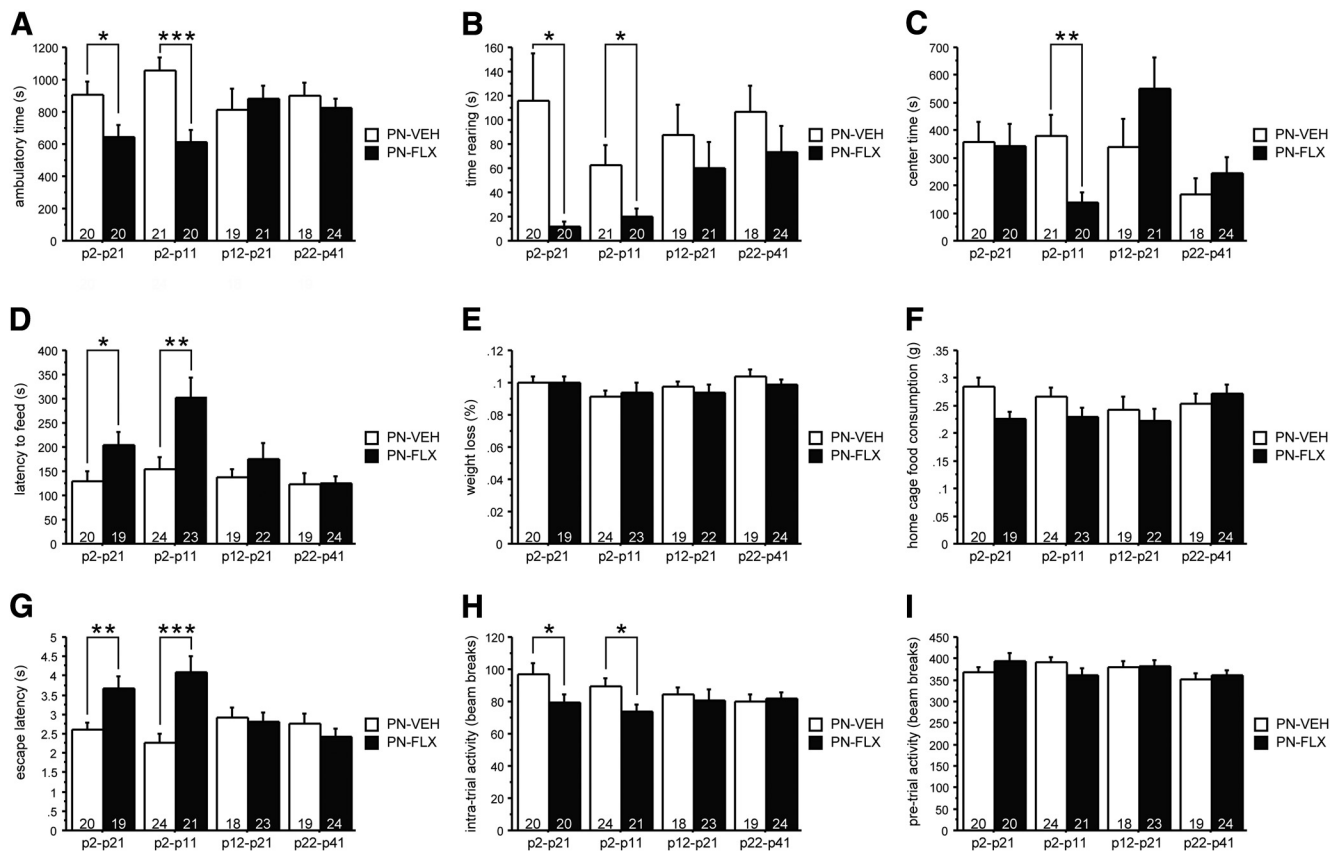 A
ambulatory time (s)
1200
1000
800
600
400
200
0
* ***
20 20 21 20 19 21 18 24
p2-p21 p2-p11 p12-p21 p22-p41
PN-VEH
PN-FLX
B
time rearing (s)
160
140
120
100
80
60
40
20
0
* *
20 20 21 20 19 21 18 24
p2-p21 p2-p11 p12-p21 p22-p41
PN-VEH
PN-FLX
C
center time (s)
700
600
500
400
300
200
100
0
**
20 20 21 20 19 21 18 24
p2-p21 p2-p11 p12-p21 p22-p41
PN-VEH
PN-FLX
D
latency to feed (s)
400
350
300
250
200
150
100
50
0
* **
20 19 24 23 19 22 19 24
p2-p21 p2-p11 p12-p21 p22-p41
PN-VEH
PN-FLX
E
weight loss (%)
.12
.1
.08
.06
.04
.02
0
20 19 24 23 19 22 19 24
p2-p21 p2-p11 p12-p21 p22-p41
PN-VEH
PN-FLX
F
home cage food consumption (g)
.35
.3
.25
.2
.15
.1
.05
0
20 19 24 23 19 22 19 24
p2-p21 p2-p11 p12-p21 p22-p41
PN-VEH
PN-FLX
G
escape latency (s)
5
4.5
4
3.5
3
2.5
2
1.5
1
.5
0
** ***
20 19 24 21 18 23 19 24
p2-p21 p2-p11 p12-p21 p22-p41
PN-VEH
PN-FLX
H
intra-trial activity (beam breaks)
120
100
80
60
40
20
0
* *
20 20 24 21 18 23 19 24
p2-p21 p2-p11 p12-p21 p22-p41
PN-VEH
PN-FLX
I
pre-trial activity (beam breaks)
450
400
350
300
250
200
150
100
50
0
20 20 24 21 18 23 19 24
p2-p21 p2-p11 p12-p21 p22-p41
PN-VEH
PN-FLX